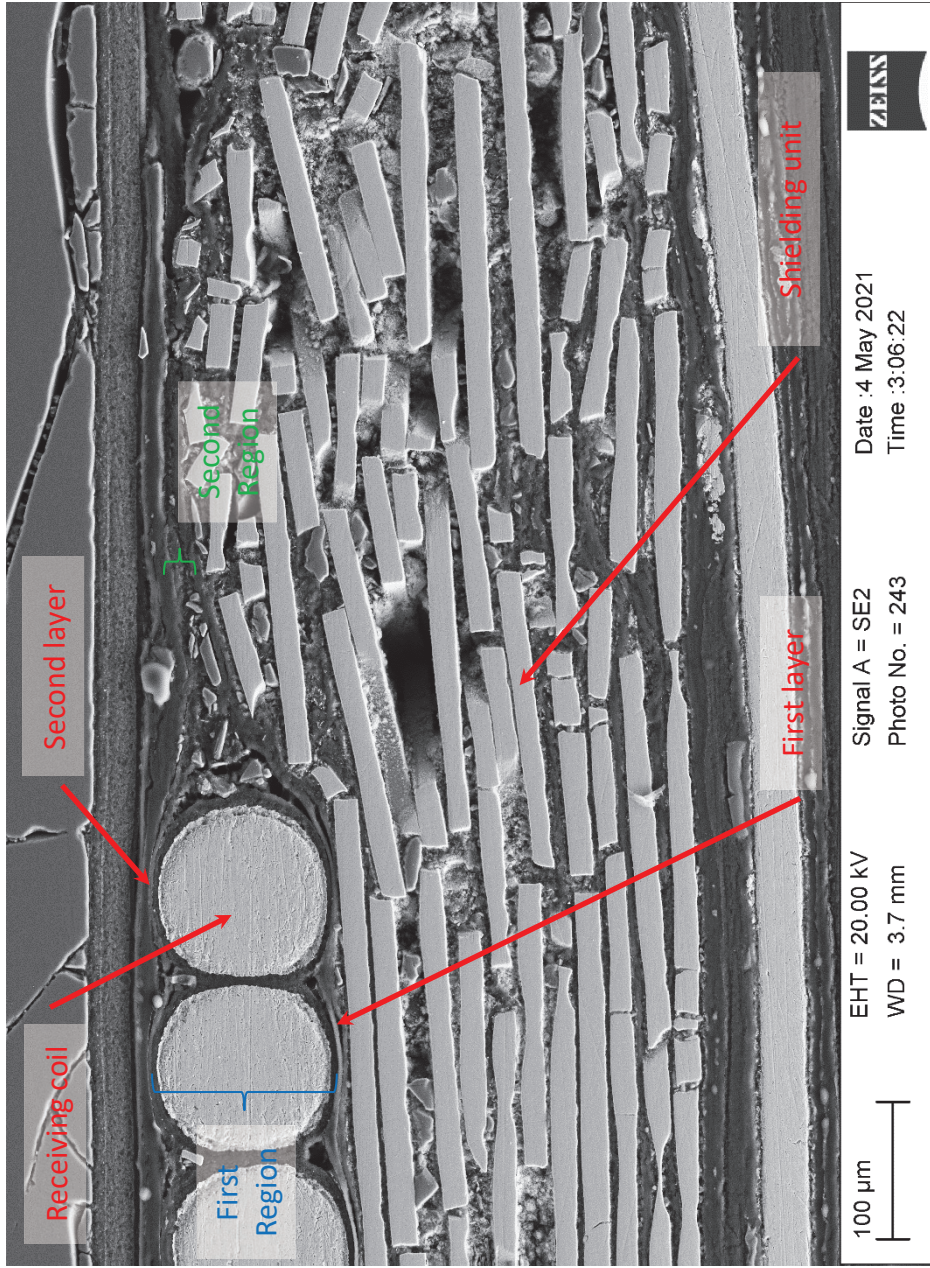 Receiving coil
Second layer
First
Region
Second
Region
First layer
Shielding unit
100 µm
EHT = 20.00 kV
WD = 3.7 mm
Signal A = SE2
Photo No. = 243
Date :4 May 2021
Time :3:06:22
ZEISS